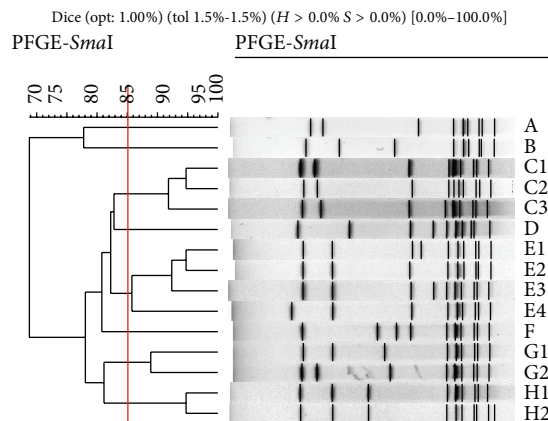 Dice (opt: 1.00%) (tol 1.5%-1.5%) (H > 0.0% S > 0.0%) [0.0%–100.0%]
PFGE-SmaI PFGE-SmaI
70 75 80 85 90 95 100
A
B
C1
C2
C3
D
E1
E2
E3
E4
F
G1
G2
H1
H2